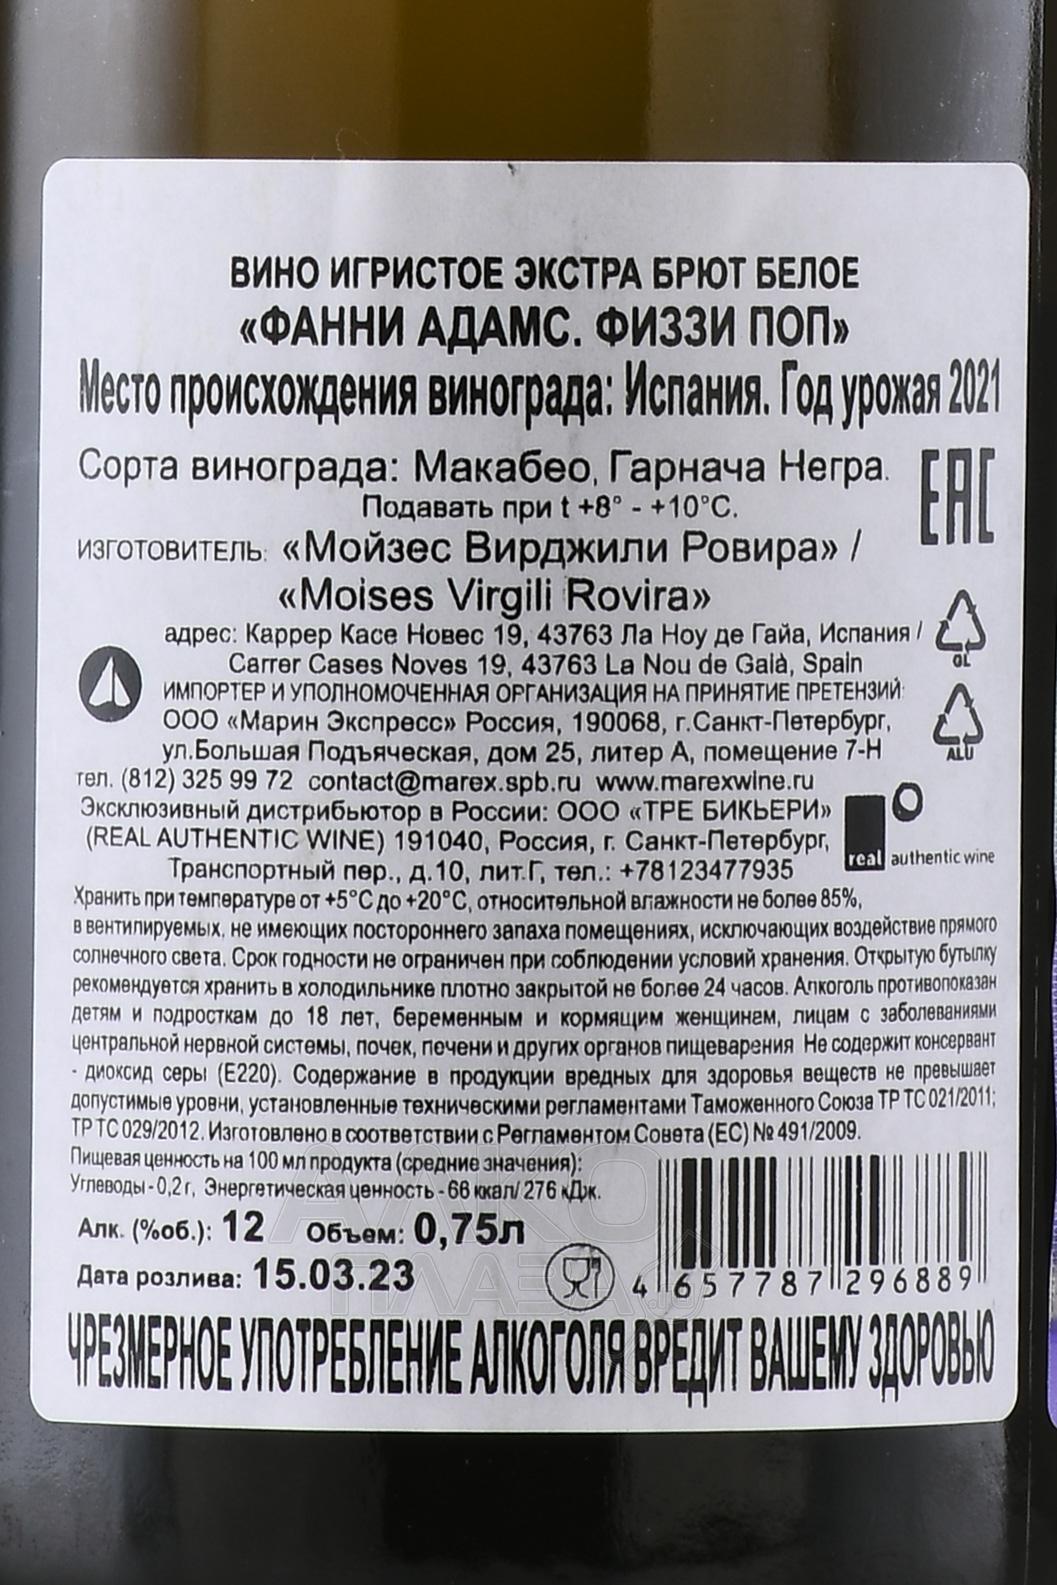 ВИНО ИГРИСТОЕ ЭКСТРА БРЮТ БЕЛОЕ
«ФАННИ АДАМС. ФИЗЗИ ПОП»
Место происхождения винограда: Испания. Год урожая 2021
Сорта винограда: Макабео, Гарнача Негра.
Подавать при t +8° - +10°С.
EAC
ИЗГОТОВИТЕЛЬ: «Мойзес Вирджили Ровира» /
«Moises Virgili Rovira»
адрес: Каррер Касе Новес 19, 43763 Ла Ноу де Гайа, Испания /
Carrer Cases Noves 19, 43763 La Nou de Gaià, Spain
GL
ИМПОРТЕР И УПОЛНОМОЧЕННАЯ ОРГАНИЗАЦИЯ НА ПРИНЯТИЕ ПРЕТЕНЗИЙ:
ООО «Марин Экспресс» Россия, 190068, г.Санкт-Петербург,
ул.Большая Подъяческая, дом 25, литер А, помещение 7-Н
ALU
тел. (812) 325 99 72 contact@marex.spb.ru www.marexwine.ru
Эксклюзивный дистрибьютор в России: ООО «ТРЕ БИКЬЕРИ»
(REAL AUTHENTIC WINE) 191040, Россия, г. Санкт-Петербург,
real authentic wine
Транспортный пер., д.10, лит.Г, тел.: +78123477935
Хранить при температуре от +5°С до +20°С, относительной влажности не более 85%,
в вентилируемых, не имеющих постороннего запаха помещениях, исключающих воздействие прямого
солнечного света. Срок годности не ограничен при соблюдении условий хранения. Открытую бутылку
рекомендуется хранить в холодильнике плотно закрытой не более 24 часов. Алкоголь противопоказан
детям и подросткам до 18 лет, беременным и кормящим женщинам, лицам с заболеваниями
центральной нервной системы, почек, печени и других органов пищеварения. Не содержит консервант
- диоксид серы (Е220). Содержание в продукции вредных для здоровья веществ не превышает
допустимые уровни, установленные техническими регламентами Таможенного Союза ТР ТС 021/2011;
ТР ТС 029/2012. Изготовлено в соответствии с Регламентом Совета (ЕС) № 491/2009.
Пищевая ценность на 100 мл продукта (средние значения):
Углеводы - 0,2 г, Энергетическая ценность - 66 ккал/ 276 кДж.
Алк. (%об.): 12 Объем: 0,75л
Дата розлива: 15.03.23
4 657787 296889
ЧРЕЗМЕРНОЕ УПОТРЕБЛЕНИЕ АЛКОГОЛЯ ВРЕДИТ ВАШЕМУ ЗДОРОВЬЮ
АЛКО
ПЛАЗА